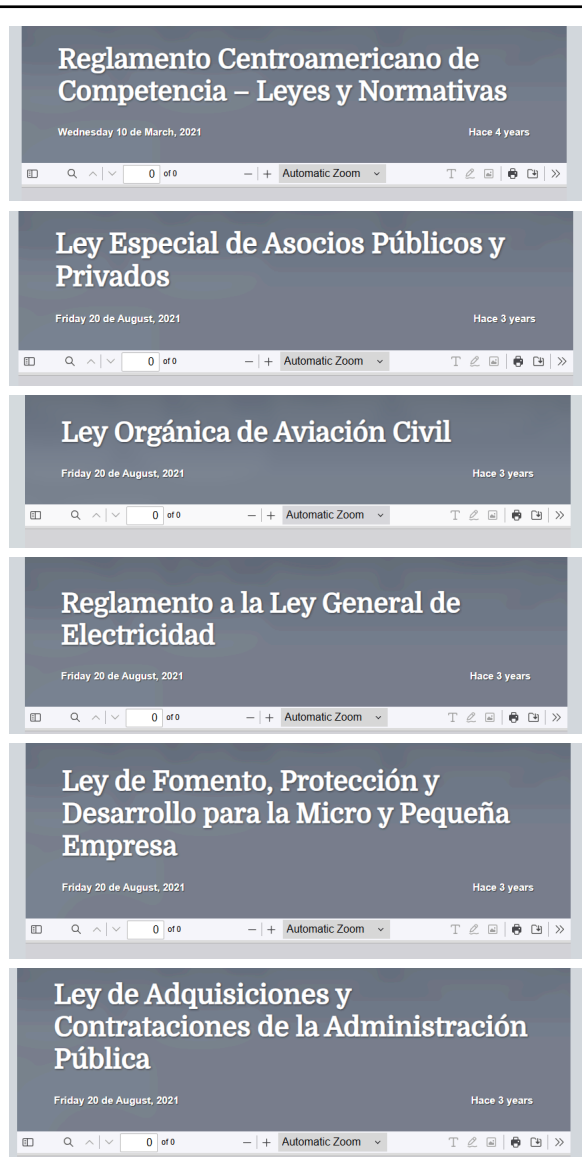 Reglamento Centroamericano de
Competencia – Leyes y Normativas
Wednesday 10 de March, 2021 Hace 4 years
0 of 0 − + Automatic Zoom
Ley Especial de Asocios Públicos y
Privados
Friday 20 de August, 2021 Hace 3 years
0 of 0 − + Automatic Zoom
Ley Orgánica de Aviación Civil
Friday 20 de August, 2021 Hace 3 years
0 of 0 − + Automatic Zoom
Reglamento a la Ley General de
Electricidad
Friday 20 de August, 2021 Hace 3 years
0 of 0 − + Automatic Zoom
Ley de Fomento, Protección y
Desarrollo para la Micro y Pequeña
Empresa
Friday 20 de August, 2021 Hace 3 years
0 of 0 − + Automatic Zoom
Ley de Adquisiciones y
Contrataciones de la Administración
Pública
Friday 20 de August, 2021 Hace 3 years
0 of 0 − + Automatic Zoom